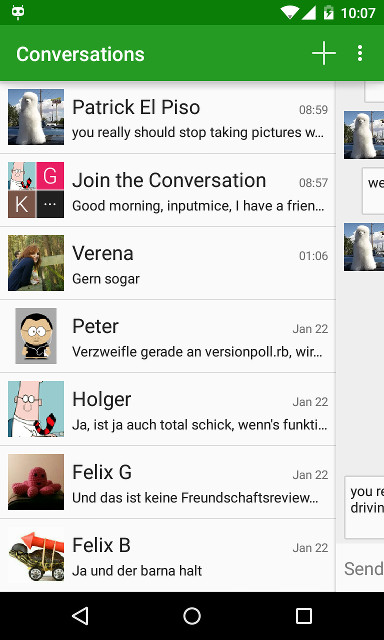 10:07
Conversations
Patrick El Piso 08:59
you really should stop taking pictures w...
Join the Conversation 08:57
G
K ...
Good morning, inputmice, I have a frien...
we
Verena 01:06
Gern sogar
Peter Jan 22
Verzweifle gerade an versionpoll.rb, wir...
Holger Jan 22
Ja, ist ja auch total schick, wenn's funkti...
Felix G Jan 22
Und das ist keine Freundschaftsreview...
you re
drivin
Felix B Jan 22
Ja und der barna halt
Send